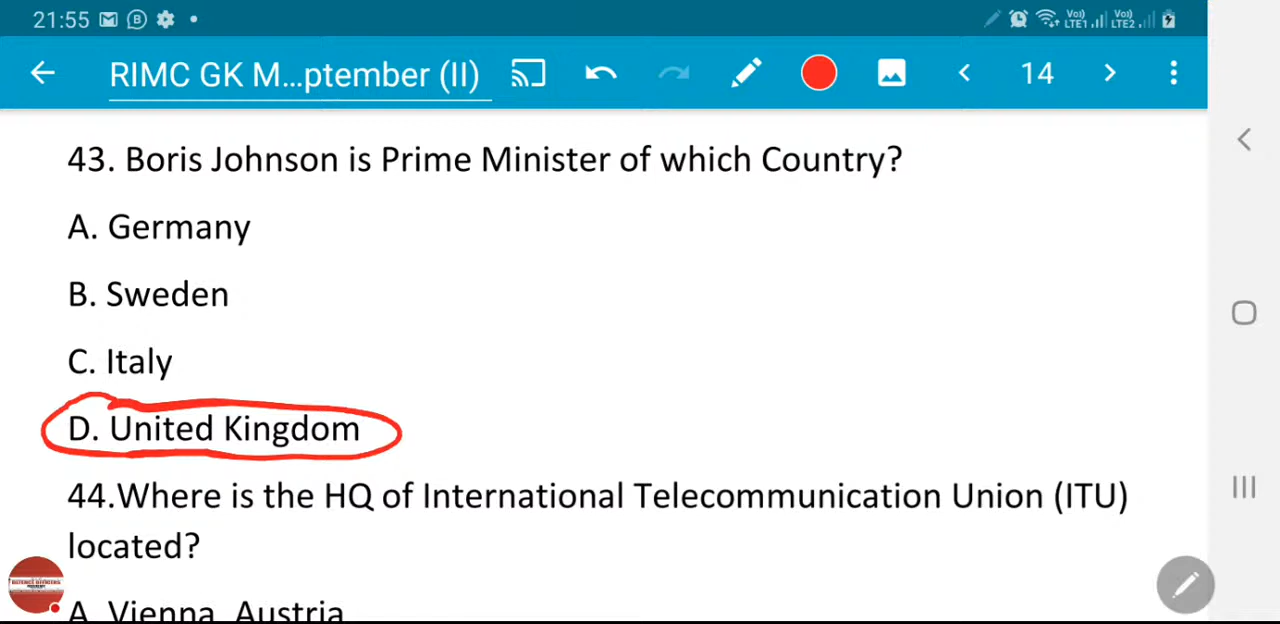 21:55
RIMC GK M...ptember (II)
14
43. Boris Johnson is Prime Minister of which Country?
A. Germany
B. Sweden
C. Italy
D. United Kingdom
44.Where is the HQ of International Telecommunication Union (ITU)
located?
A. Vienna, Austria